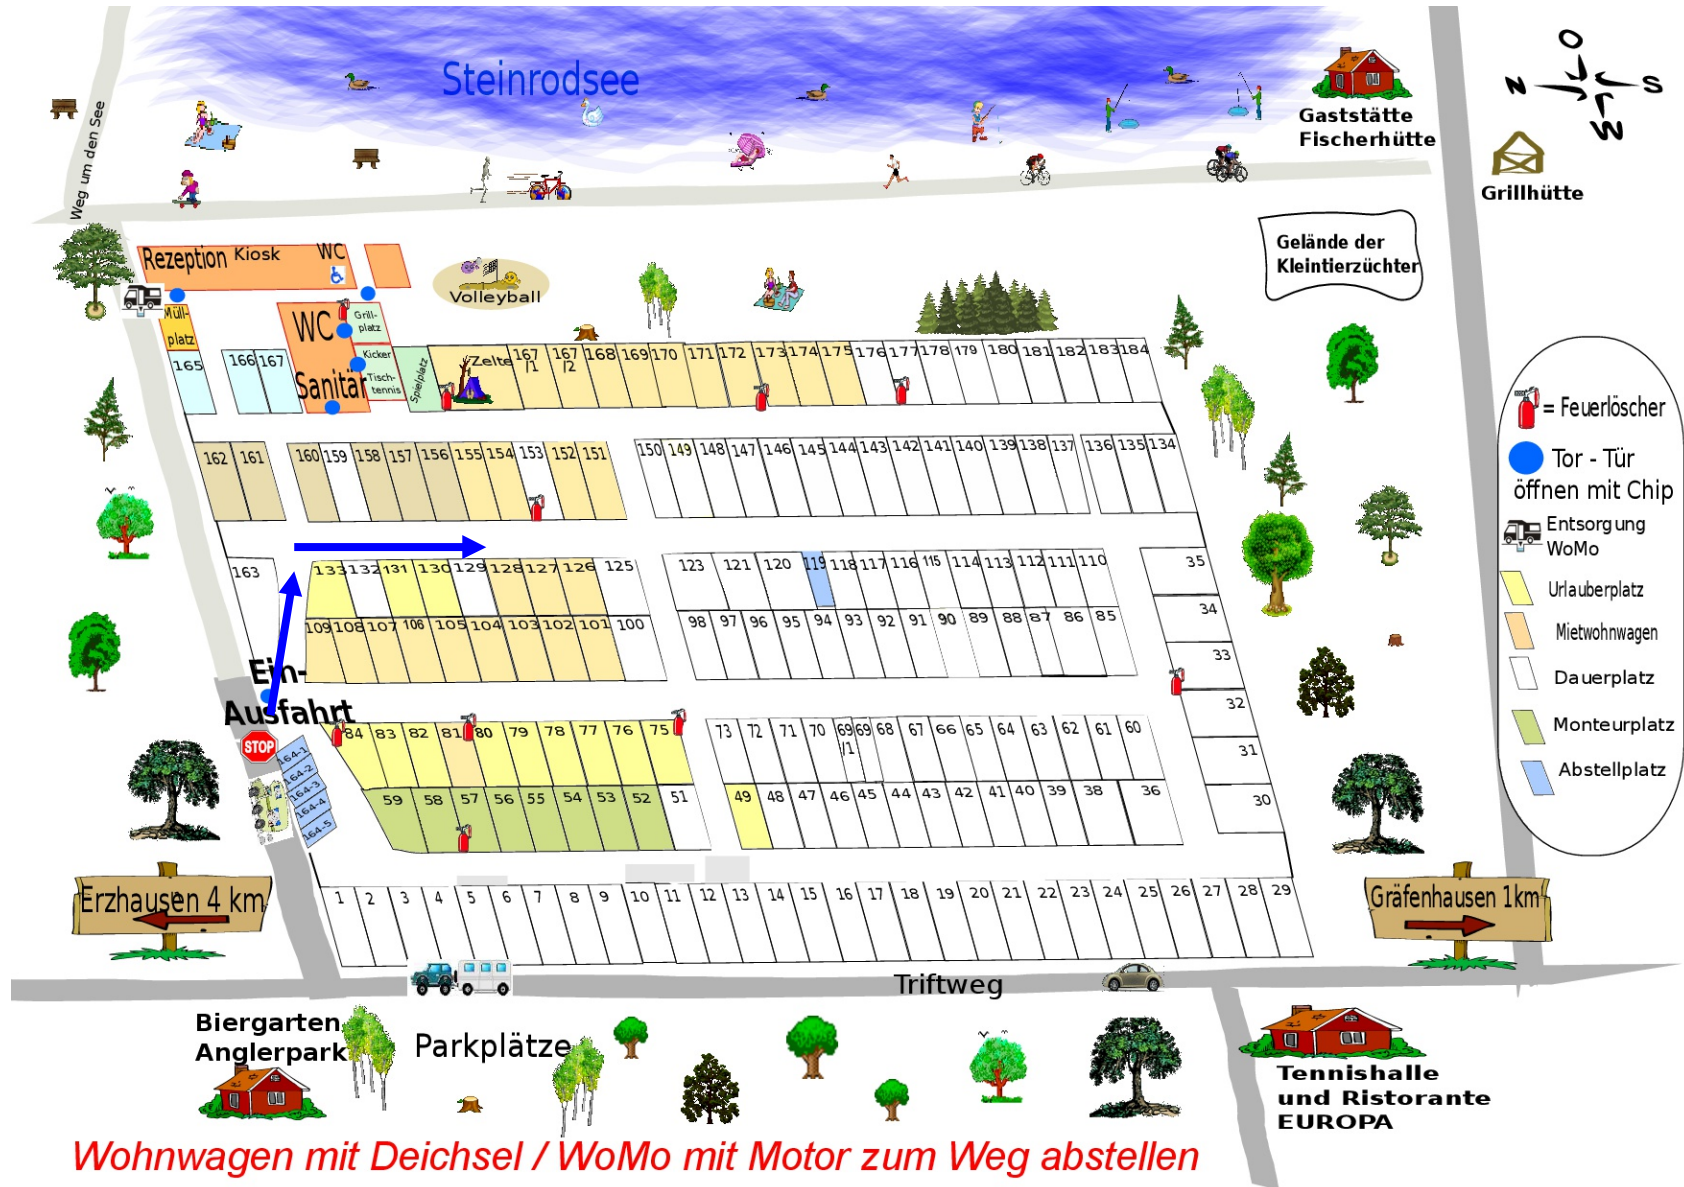 Steinrodsee
O
N
S
W
Gaststätte
Fischerhütte
Grillhütte
Weg um den See
Gelände der
Kleintierzüchter
Rezeption Kiosk WC
Volleyball
Müll-
platz
WC
Sanitär
Grill-
platz
Kicker
Tisch-
tennis
Spielplatz
Zelte
165 166 167
167
/1
167
/2
168 169 170 171 172 173 174 175 176 177 178 179 180 181 182 183 184
162 161 160 159 158 157 156 155 154 153 152 151 150 149 148 147 146 145 144 143 142 141 140 139 138 137 136 135 134
163 133 132 131 130 129 128 127 126 125 123 121 120 119 118 117 116 115 114 113 112 111 110 35
109 108 107 106 105 104 103 102 101 100 98 97 96 95 94 93 92 91 90 89 88 87 86 85 34
33
32
31
30
Ein-
Ausfahrt
STOP
164-1
164-2
164-3
164-4
164-5
84 83 82 81 80 79 78 77 76 75 73 72 71 70 69
/1
69 68 67 66 65 64 63 62 61 60
59 58 57 56 55 54 53 52 51 49 48 47 46 45 44 43 42 41 40 39 38 36
1 2 3 4 5 6 7 8 9 10 11 12 13 14 15 16 17 18 19 20 21 22 23 24 25 26 27 28 29
= Feuerlöscher
Tor - Tür
öffnen mit Chip
Entsorgung
WoMo
Urlauberplatz
Mietwohnwagen
Dauerplatz
Monteurplatz
Abstellplatz
Erzhausen 4 km
Gräfenhausen 1km
Triftweg
Biergarten
Anglerpark
Parkplätze
Tennishalle
und Ristorante
EUROPA
Wohnwagen mit Deichsel / WoMo mit Motor zum Weg abstellen